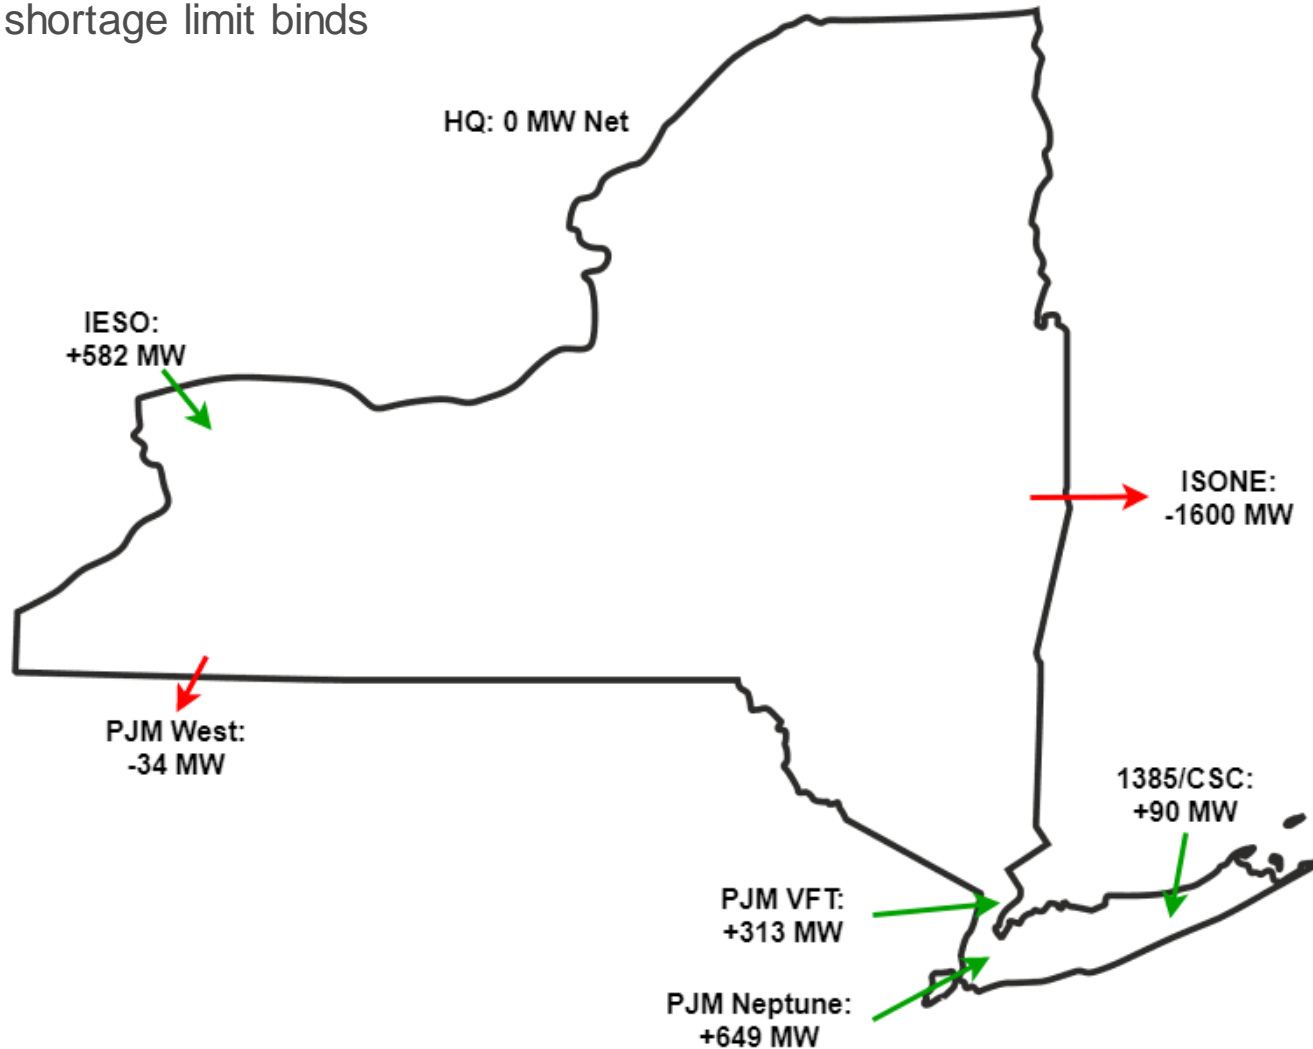 shortage limit binds
HQ: 0 MW Net
IESO:
+582 MW
ISONE:
-1600 MW
PJM West:
-34 MW
1385/CSC:
+90 MW
PJM VFT:
+313 MW
PJM Neptune:
+649 MW